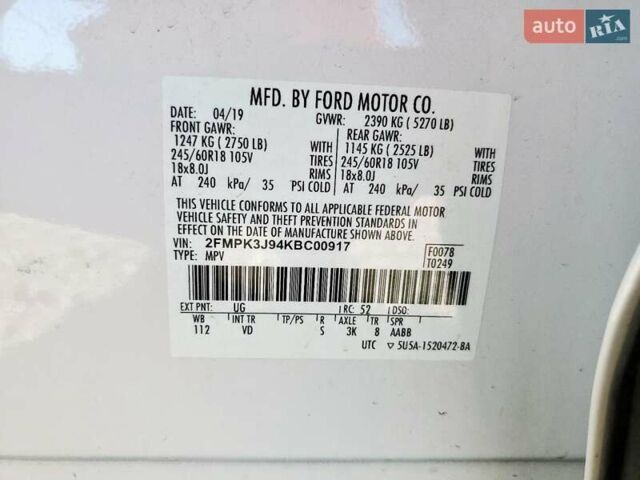 auto RIA.com
MFD. BY FORD MOTOR CO.
DATE: 04/19 GVWR: 2390 KG ( 5270 LB)
FRONT GAWR: REAR GAWR:
1247 KG ( 2750 LB) WITH 1145 KG ( 2525 LB) WITH
245/60R18 105V TIRES 245/60R18 105V TIRES
18x8.0J RIMS 18x8.0J RIMS
AT 240 kPa/ 35 PSI COLD AT 240 kPa/ 35 PSI COLD
THIS VEHICLE CONFORMS TO ALL APPLICABLE FEDERAL MOTOR
VEHICLE SAFETY AND THEFT PREVENTION STANDARDS IN
EFFECT ON THE DATE OF MANUFACTURE SHOWN ABOVE.
VIN: 2FMPK3J94KBC00917 F0078
TYPE: MPV T0249
EXT PNT: UG RC: 52 DSO:
WB INT TR TP/PS R AXLE TR SPR
112 VD S 3K 8 AABB
UTC ▽ 5U5A-1520472-BA